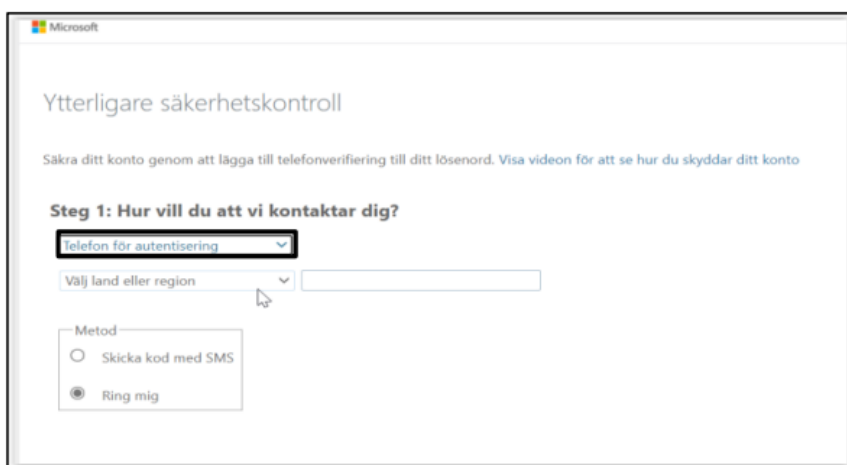 Microsoft
Ytterligare säkerhetskontroll
Säkra ditt konto genom att lägga till telefonverifiering till ditt lösenord. Visa videon för att se hur du skyddar ditt konto
Steg 1: Hur vill du att vi kontaktar dig?
Telefon för autentisering
Välj land eller region
Metod
Skicka kod med SMS
Ring mig